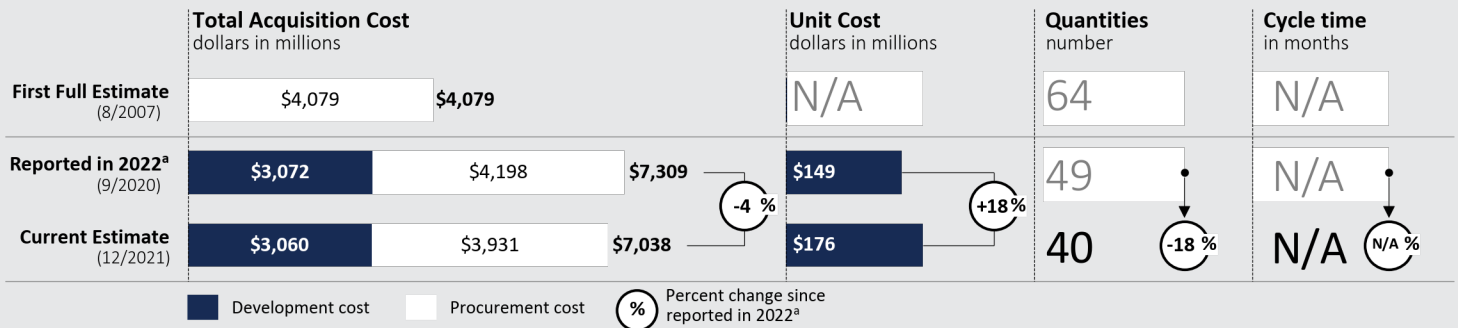 Total Acquisition Cost
dollars in millions
Unit Cost
dollars in millions
Quantities
number
Cycle time
in months
First Full Estimate
(8/2007)
$4,079
$4,079
N/A
64
N/A
Reported in 2022ᵃ
(9/2020)
$3,072
$4,198
$7,309
$149
49
N/A
-4 %
+18 %
Current Estimate
(12/2021)
$3,060
$3,931
$7,038
$176
40
-18 %
N/A
N/A %
Development cost
Procurement cost
%
Percent change since
reported in 2022ᵃ